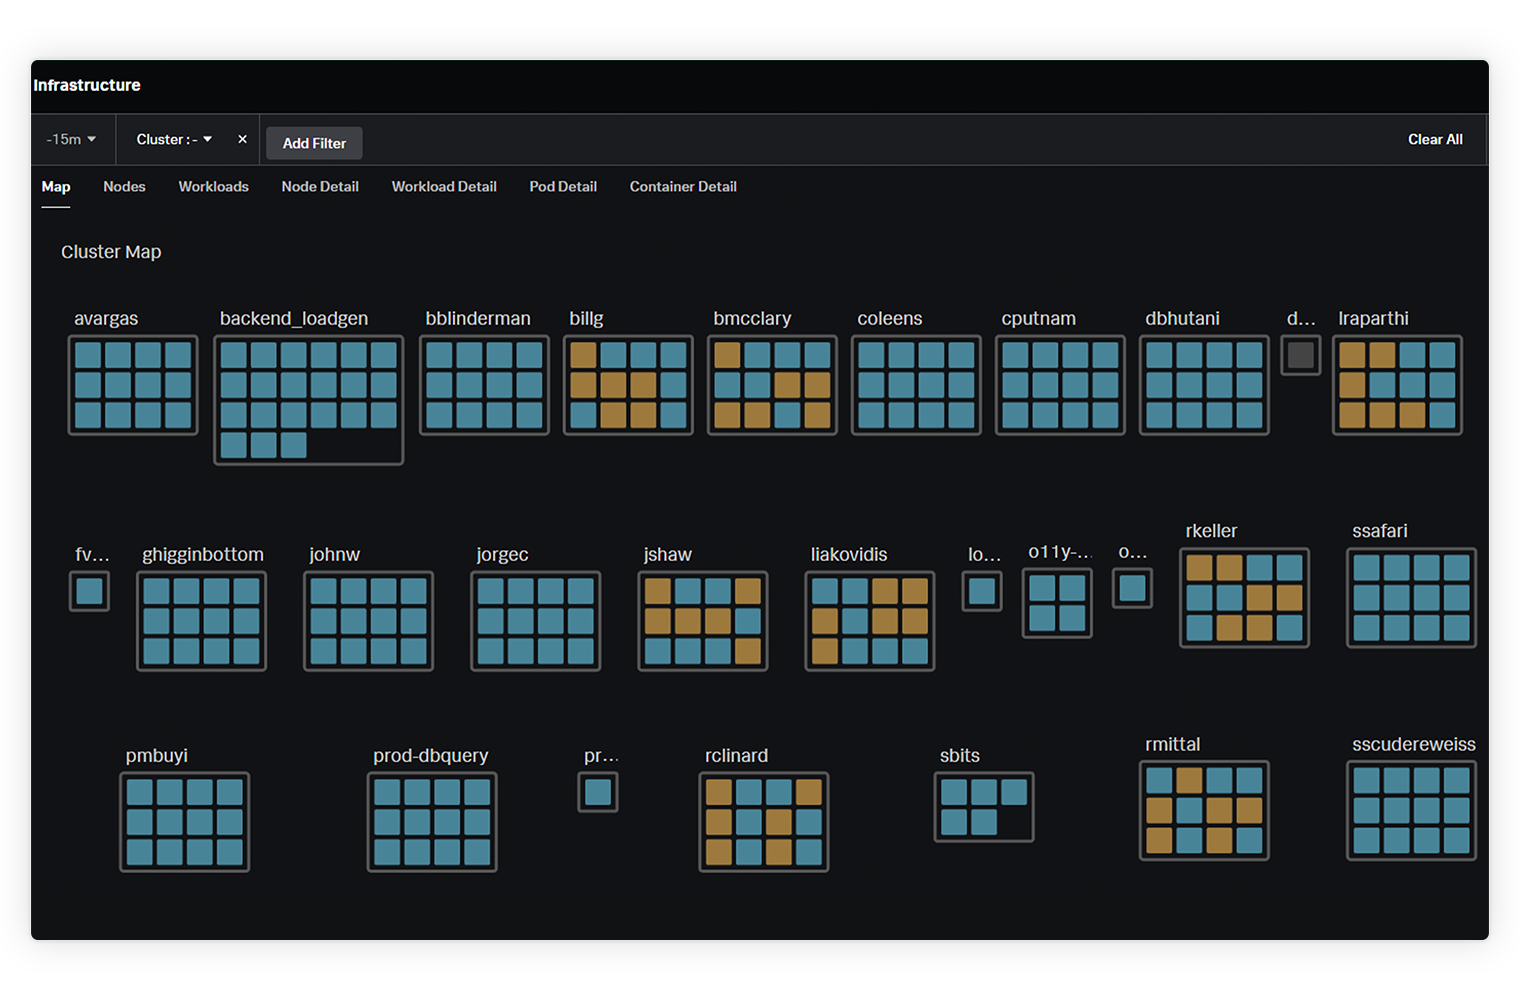 Infrastructure
-15m
Cluster : -
×
Add Filter
Clear All
Map
Nodes
Workloads
Node Detail
Workload Detail
Pod Detail
Container Detail
Cluster Map
avargas
backend_loadgen
bblinderman
billg
bmcclary
coleens
cputnam
dbhutani
d...
lraparthi
fv...
ghigginbottom
johnw
jorgec
jshaw
liakovidis
lo...
o11y-...
o...
rkeller
ssafari
pmbuyi
prod-dbquery
pr...
rclinard
sbits
rmittal
sscudereweiss